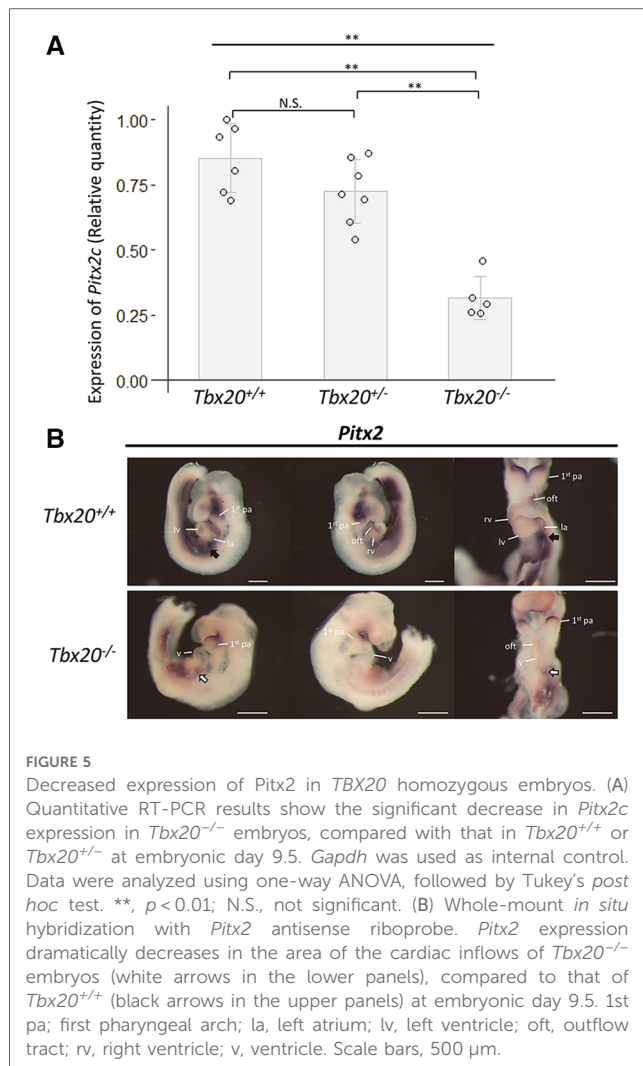 A
**
**
**
N.S.
Expression of Pitx2c (Relative quantity)
1.00
0.75
0.50
0.25
0.00
Tbx20+/+
Tbx20+/-
Tbx20-/-
B
Pitx2
Tbx20+/+
1st pa
lv
la
1st pa
oft
rv
1st pa
oft
rv
la
lv
Tbx20-/-
1st pa
v
1st pa
v
1st pa
oft
v
FIGURE 5
Decreased expression of Pitx2 in TBX20 homozygous embryos. (A)
Quantitative RT-PCR results show the significant decrease in Pitx2c
expression in Tbx20−/− embryos, compared with that in Tbx20+/+ or
Tbx20+/− at embryonic day 9.5. Gapdh was used as internal control.
Data were analyzed using one-way ANOVA, followed by Tukey's post
hoc test. **, p < 0.01; N.S., not significant. (B) Whole-mount in situ
hybridization with Pitx2 antisense riboprobe. Pitx2 expression
dramatically decreases in the area of the cardiac inflows of Tbx20−/−
embryos (white arrows in the lower panels), compared to that of
Tbx20+/+ (black arrows in the upper panels) at embryonic day 9.5. 1st
pa; first pharyngeal arch; la, left atrium; lv, left ventricle; oft, outflow
tract; rv, right ventricle; v, ventricle. Scale bars, 500 μm.